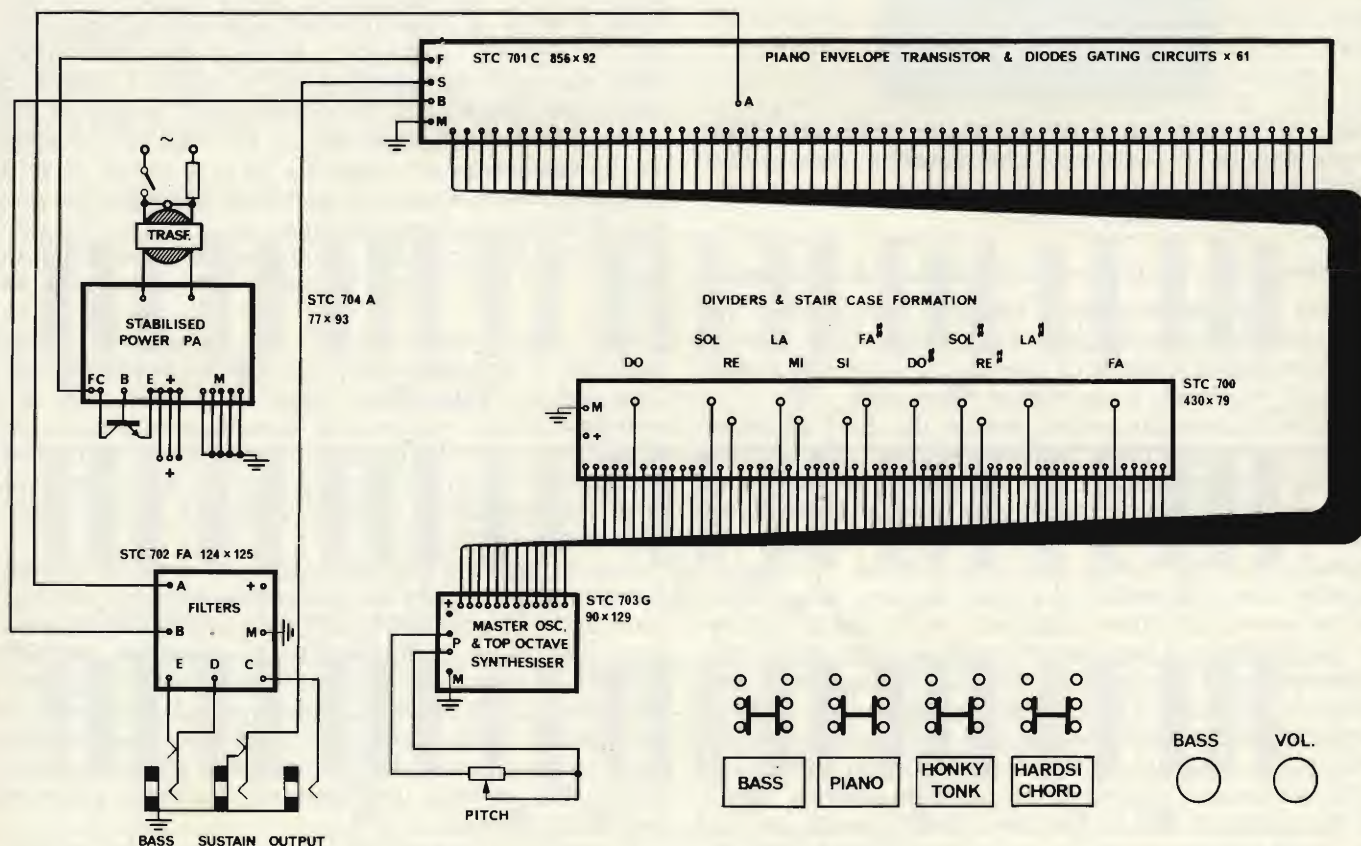 F STC 701 C 856 × 92 PIANO ENVELOPE TRANSISTOR & DIODES GATING CIRCUITS × 61
S
B A
M
~
TRASF.
STC 704 A
77 × 93
STABILISED
POWER PA
FC B E + M
+
DIVIDERS & STAIR CASE FORMATION
SOL LA FA♯ SOL♯ LA♯
DO RE MI SI DO♯ RE♯ FA
STC 700
430 × 79
M
+
STC 702 FA 124 × 125
A +
FILTERS
B M
E D C
STC 703 G
90 × 129
+
MASTER OSC.
P & TOP OCTAVE
SYNTHESISER
M
PITCH
BASS SUSTAIN OUTPUT
BASS
PIANO
HONKY
TONK
HARDSI
CHORD
BASS VOL.